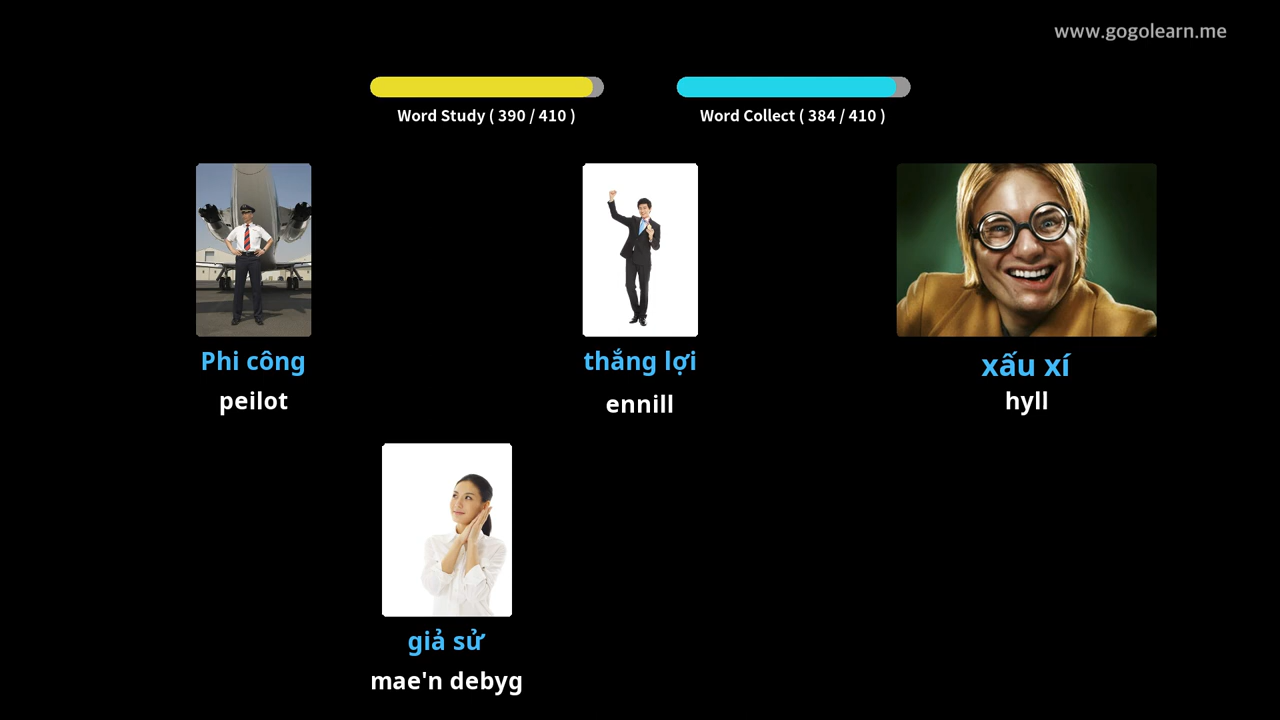 www.gogolearn.me
Word Study ( 390 / 410 )
Word Collect ( 384 / 410 )
Phi công
thắng lợi
xấu xí
peilot
ennill
hyll
giả sử
mae'n debyg